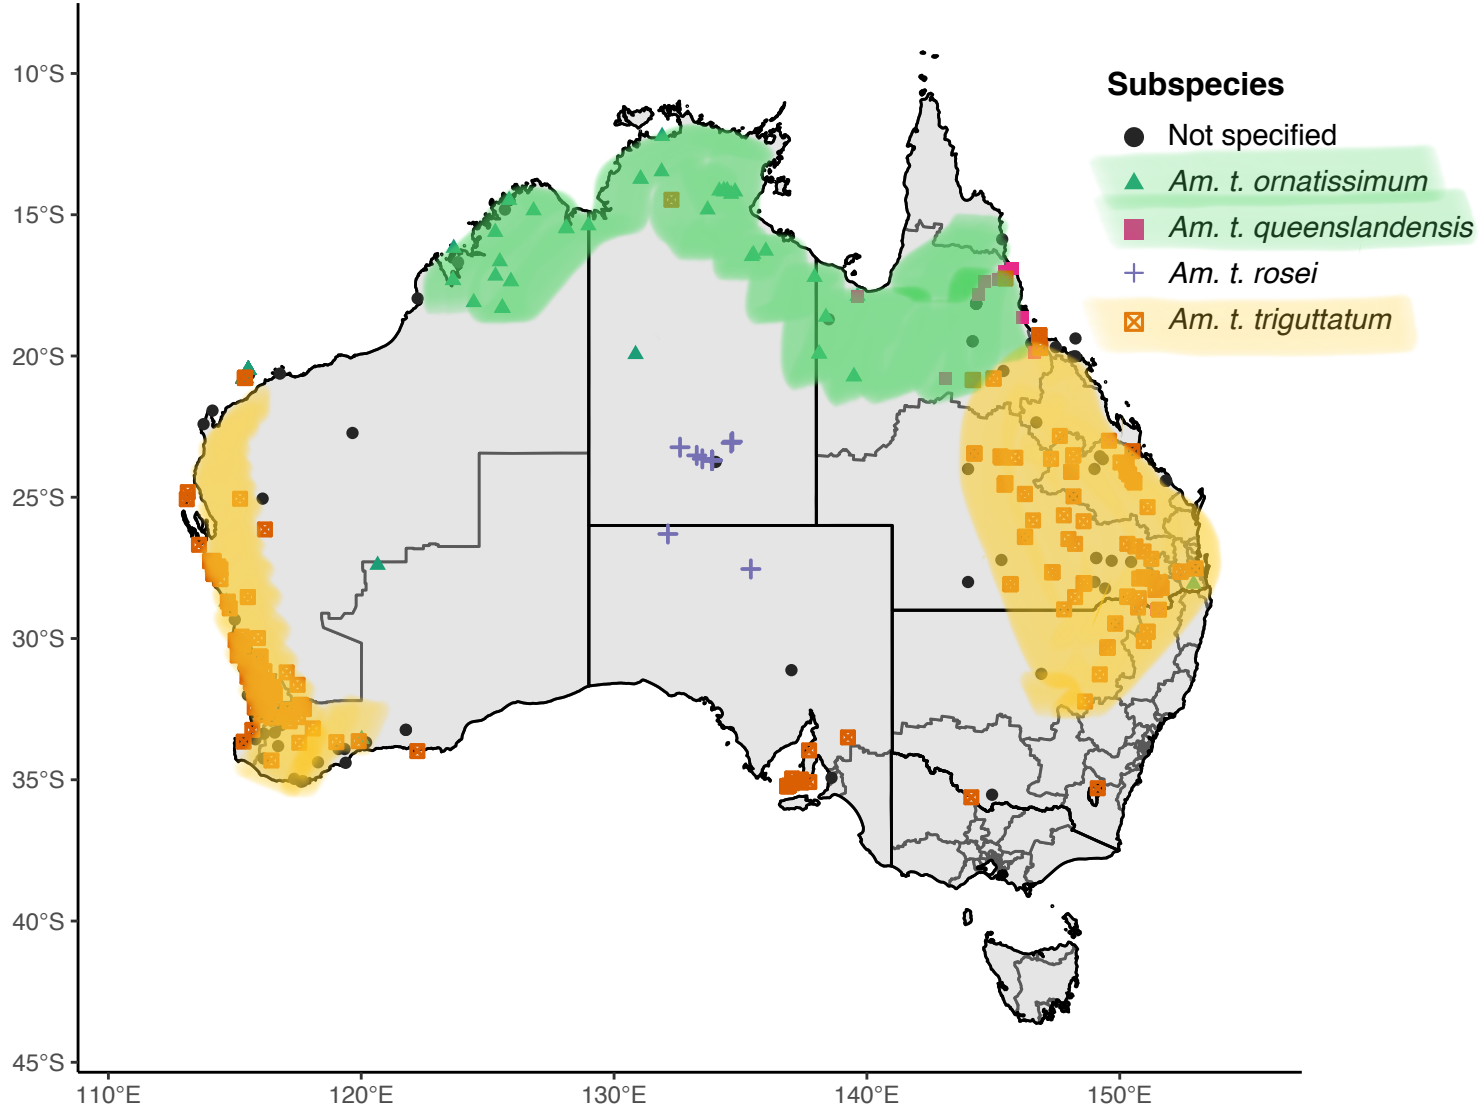 10°S
15°S
20°S
25°S
30°S
35°S
40°S
45°S
110°E
120°E
130°E
140°E
150°E
Subspecies
Not specified
Am. t. ornatissimum
Am. t. queenslandensis
Am. t. rosei
Am. t. triguttatum